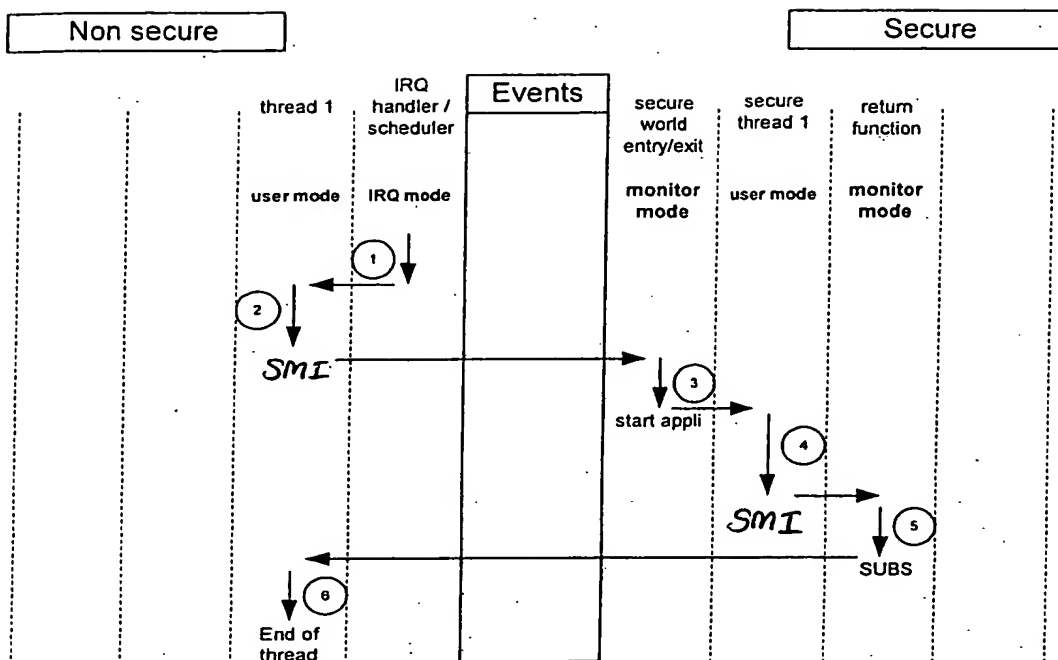 Non secure
Secure
Events
thread 1
IRQ
handler /
scheduler
secure
world
entry/exit
secure
thread 1
return
function
user mode
IRQ mode
monitor
mode
user mode
monitor
mode
1
2
SMI
3
start appli
4
SMI
5
SUBS
6
End of
thread